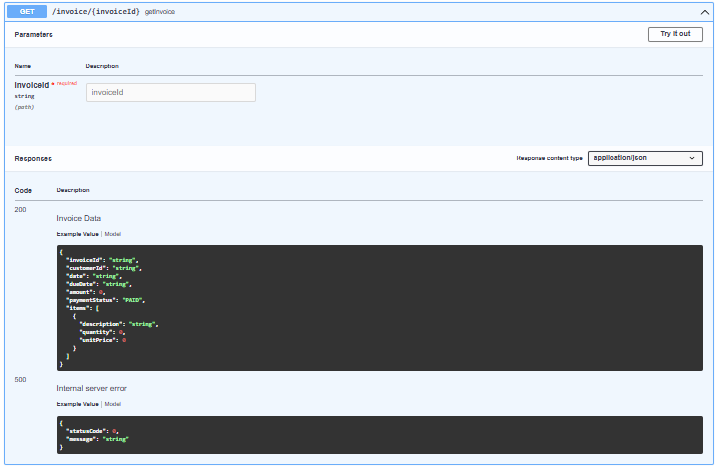 GET /invoice/{invoiceId} getInvoice
Parameters
Try it out
Name Description
invoiceId * required
string
(path)
invoiceId
Responses
Response content type application/json
Code Description
200
Invoice Data
Example Value | Model
{
"invoiceId": "string",
"customerId": "string",
"date": "string",
"dueDate": "string",
"amount": 0,
"paymentStatus": "PAID",
"items": [
{
"description": "string",
"quantity": 0,
"unitPrice": 0
}
]
}
500
Internal server error
Example Value | Model
{
"statusCode": 0,
"message": "string"
}